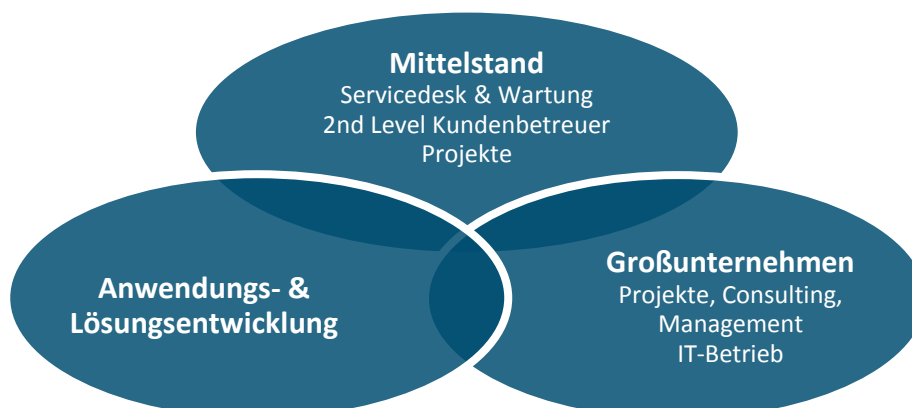 Mittelstand
Servicedesk & Wartung
2nd Level Kundenbetreuer
Projekte
Anwendungs- &
Lösungsentwicklung
Großunternehmen
Projekte, Consulting,
Management
IT-Betrieb